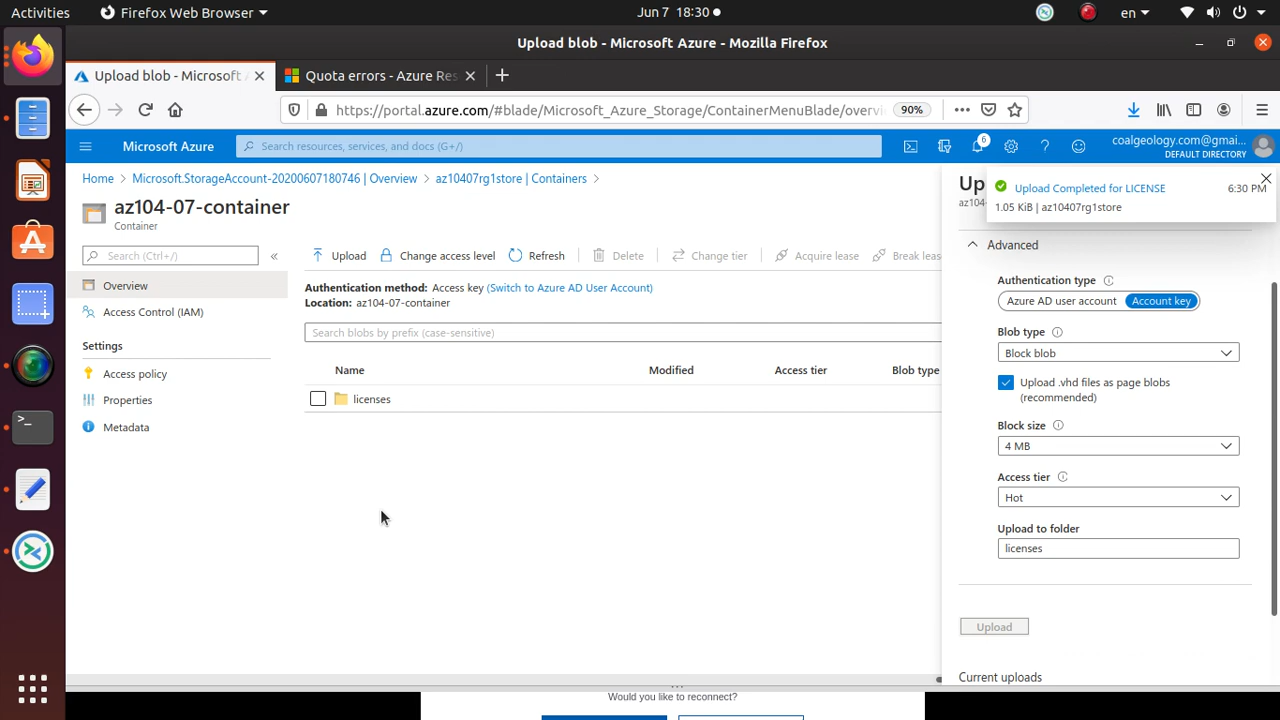 Activities
Firefox Web Browser
Jun 7 18:30
en
Upload blob - Microsoft Azure - Mozilla Firefox
Upload blob - Microsoft A
Quota errors - Azure Res
https://portal.azure.com/#blade/Microsoft_Azure_Storage/ContainerMenuBlade/overvi
90%
Microsoft Azure
Search resources, services, and docs (G+/)
6
coalgeology.com@gmai...
DEFAULT DIRECTORY
Home > Microsoft.StorageAccount-20200607180746 | Overview > az10407rg1store | Containers >
az104-07-container
Container
Search (Ctrl+/)
«
Overview
Access Control (IAM)
Settings
Access policy
Properties
Metadata
Upload
Change access level
Refresh
Delete
Change tier
Acquire lease
Break leas
Authentication method: Access key (Switch to Azure AD User Account)
Location: az104-07-container
Search blobs by prefix (case-sensitive)
Name
Modified
Access tier
Blob type
licenses
Up
az104
Upload Completed for LICENSE
6:30 PM
1.05 KiB | az10407rg1store
Advanced
Authentication type
Azure AD user account
Account key
Blob type
Block blob
Upload .vhd files as page blobs
(recommended)
Block size
4 MB
Access tier
Hot
Upload to folder
licenses
Upload
Current uploads
Would you like to reconnect?